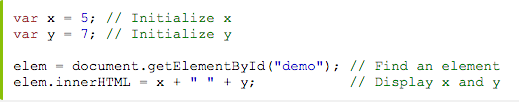 var x = 5; // Initialize x
var y = 7; // Initialize y
elem = document.getElementById("demo"); // Find an element
elem.innerHTML = x + " " + y;           // Display x and y